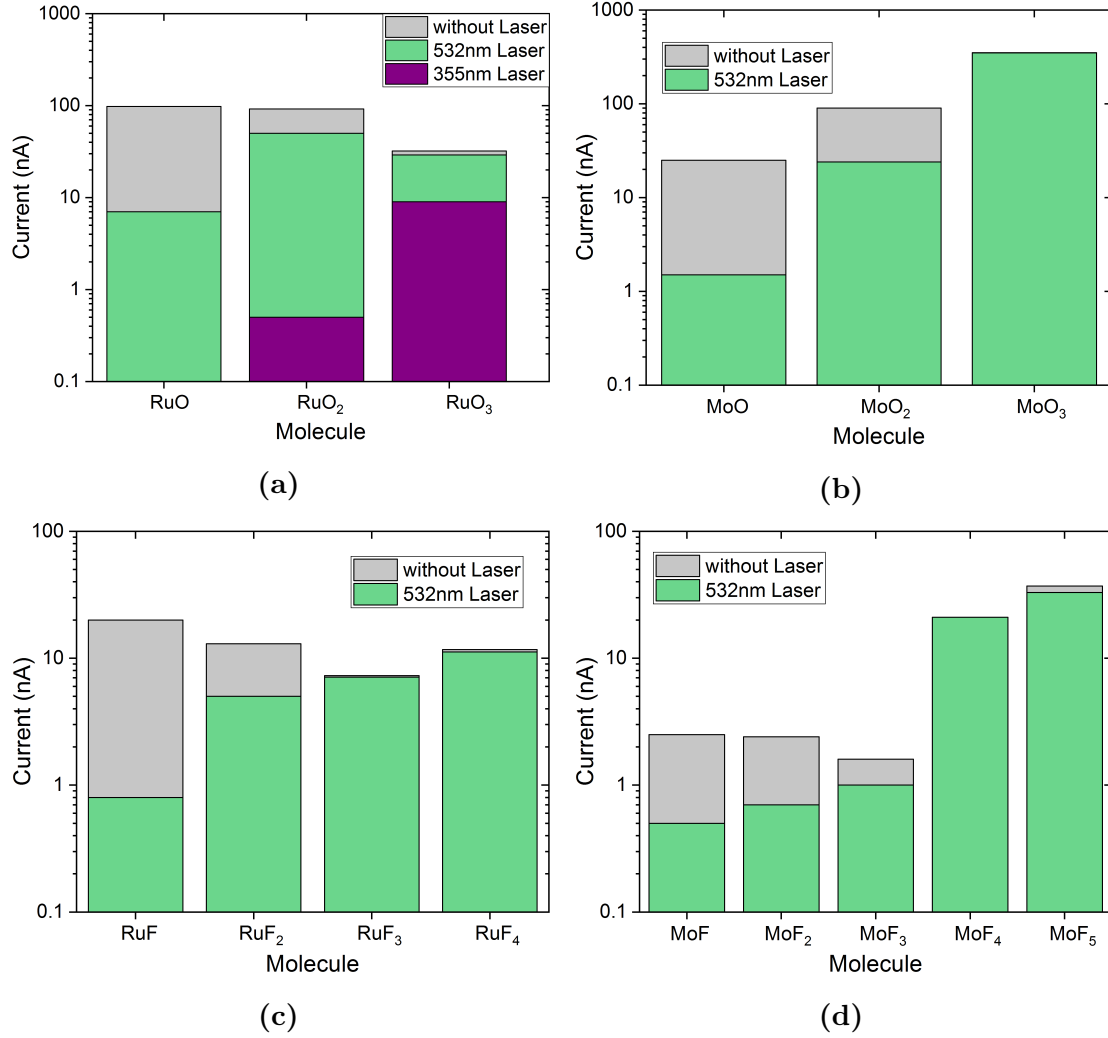 1000
100
10
1
0.1
Current (nA)
without Laser
532nm Laser
355nm Laser
RuO
RuO₂
RuO₃
Molecule
(a)
1000
100
10
1
0.1
Current (nA)
without Laser
532nm Laser
MoO
MoO₂
MoO₃
Molecule
(b)
100
10
1
0.1
Current (nA)
without Laser
532nm Laser
RuF
RuF₂
RuF₃
RuF₄
Molecule
(c)
100
10
1
0.1
Current (nA)
without Laser
532nm Laser
MoF
MoF₂
MoF₃
MoF₄
MoF₅
Molecule
(d)